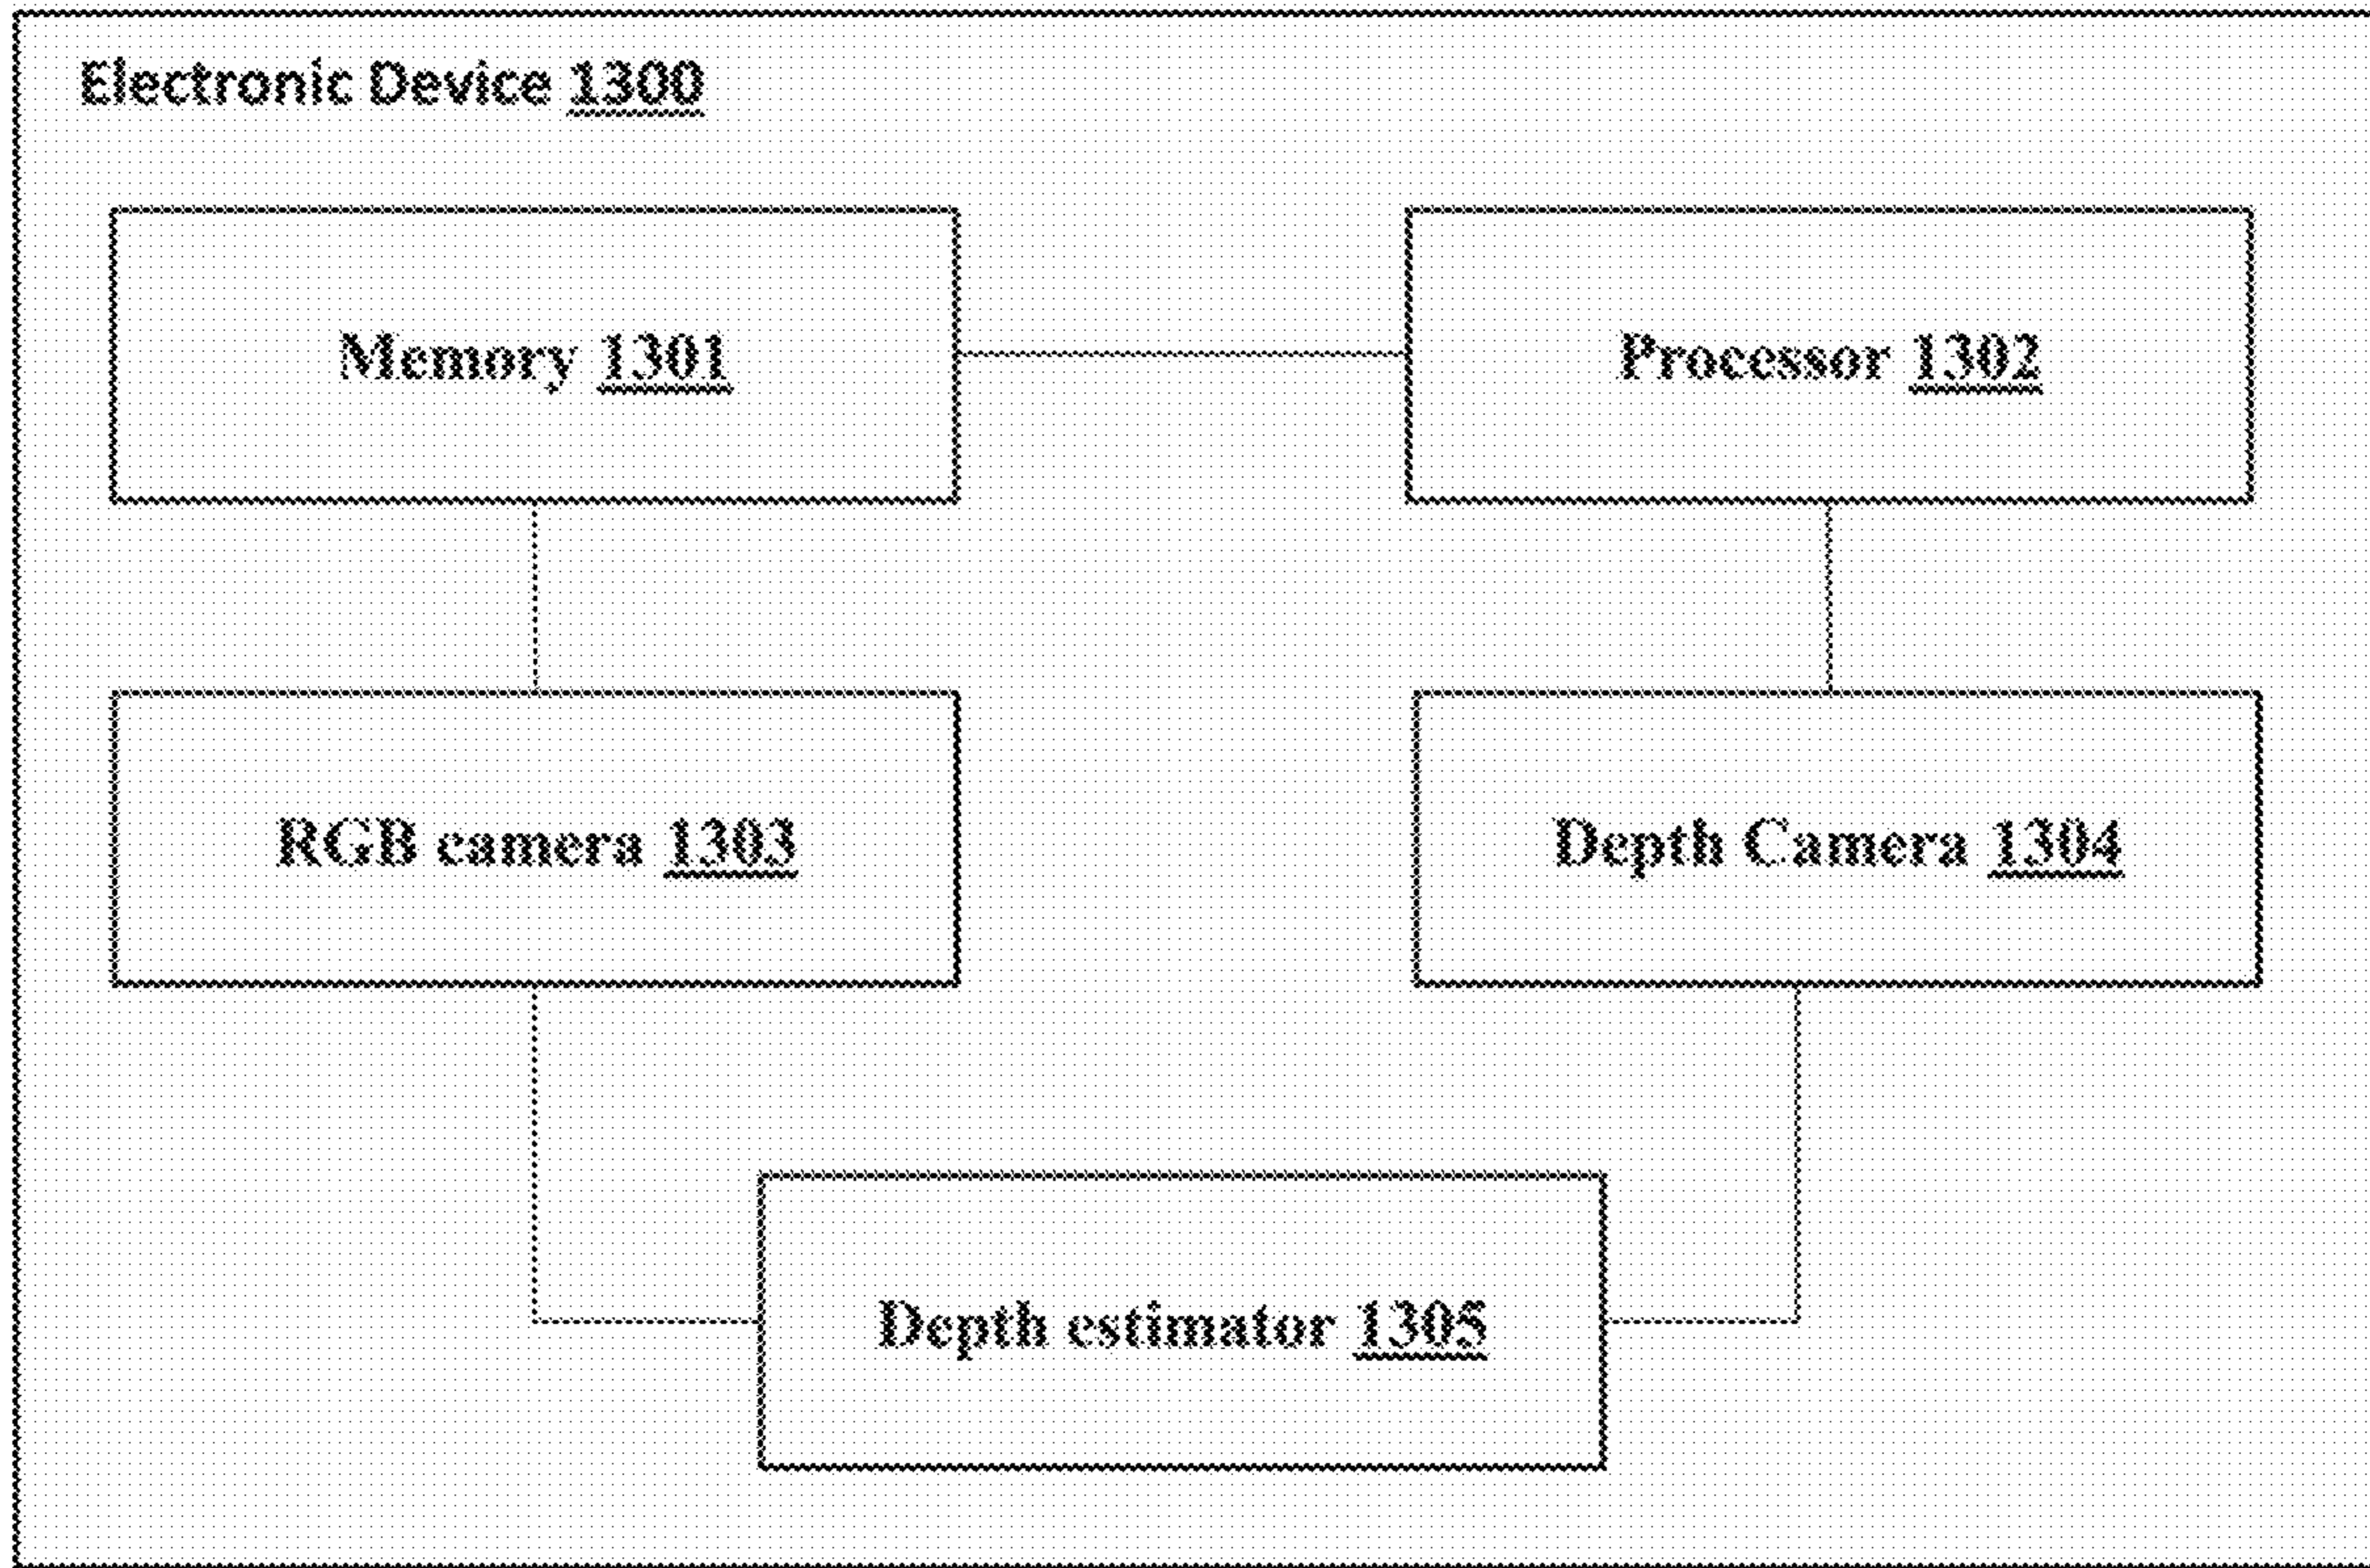 Electronic Device 1300
Memory 1301
Processor 1302
RGB camera 1303
Depth Camera 1304
Depth estimator 1305